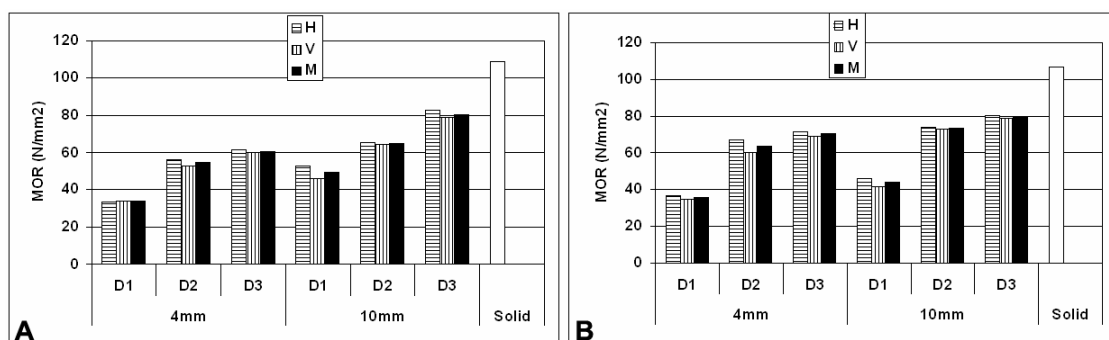 H
V
M
MOR (N/mm2)
120
100
80
60
40
20
0
D1 D2 D3 D1 D2 D3
4mm 10mm Solid
A
H
V
M
MOR (N/mm2)
120
100
80
60
40
20
0
D1 D2 D3 D1 D2 D3
4mm 10mm Solid
B